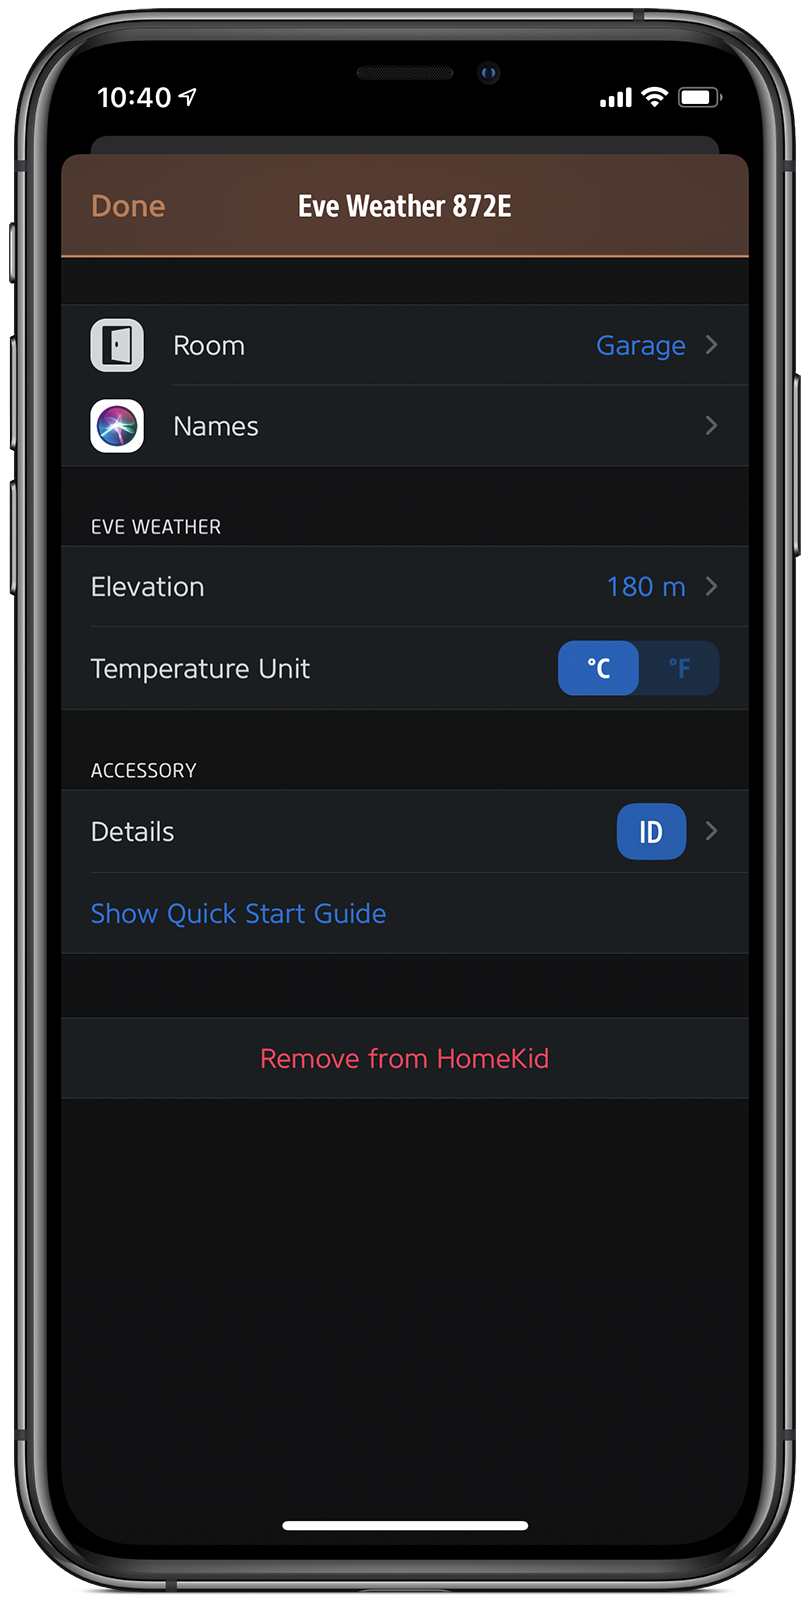 10:40
Done Eve Weather 872E
Room Garage
Names
EVE WEATHER
Elevation 180 m
Temperature Unit °C °F
ACCESSORY
Details ID
Show Quick Start Guide
Remove from HomeKid